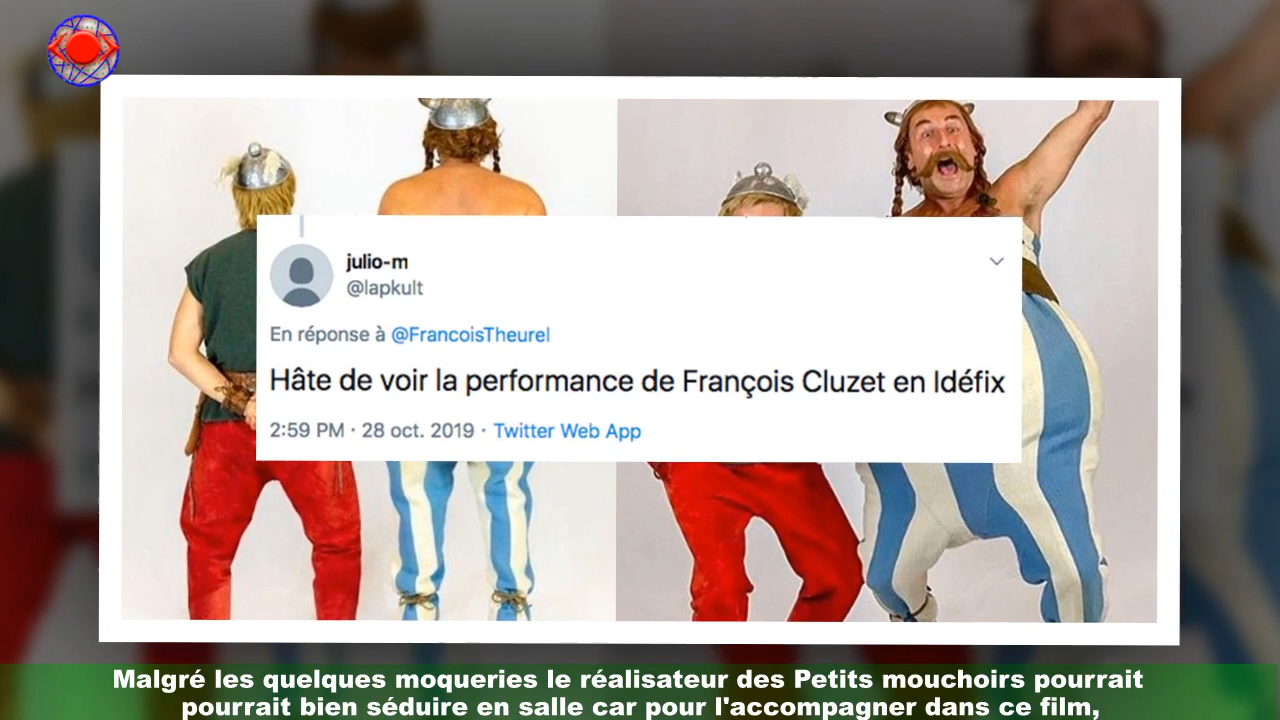 julio-m
@lapkult
En réponse à @FrancoisTheurel
Hâte de voir la performance de François Cluzet en Idéfix
2:59 PM · 28 oct. 2019 · Twitter Web App
Malgré les quelques moqueries le réalisateur des Petits mouchoirs pourrait
pourrait bien séduire en salle car pour l'accompagner dans ce film,